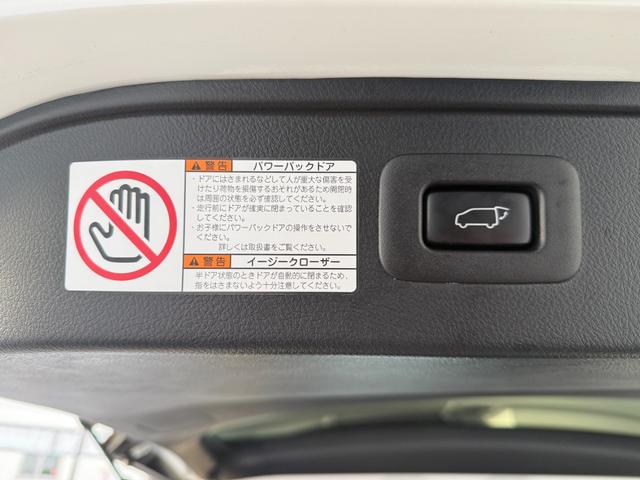 警告 パワーバックドア
・ドアにはさまれるなどして人が重大な傷害を受
けたり荷物を損傷するおそれがあるため開閉時
は周囲の状態を必ず確認してください。
・走行前にドアが確実に閉まっていることを確認
してください。
・お子様にパワーバックドアの操作をさせないで
ください。
詳しくは取扱書をご覧ください。
警告 イージークローザー
半ドア状態のときドアが自動的に閉まるため、
指をはさまないよう十分注意してください。